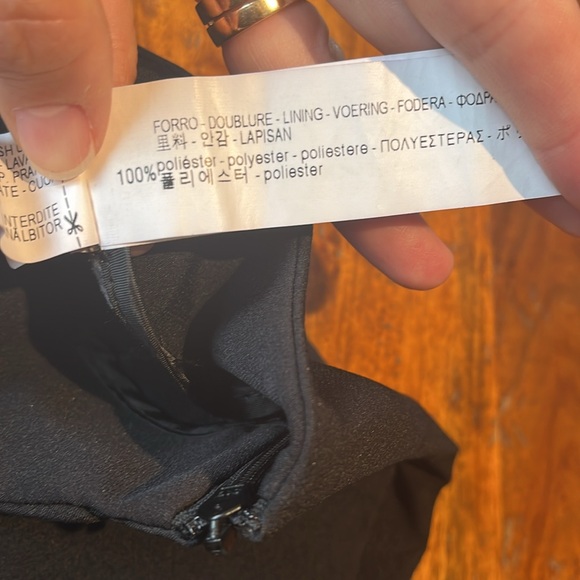 FORRO - DOUBLURE - LINING - VOERING - FODERA - ΦΟΔΡΑ
里料 - 안감 - LAPISAN
100% poliéster - polyester - poliestere - ΠΟΛΥΕΣΤΕΡΑΣ - ポ
폴리에스터 - poliester
INTERDITE